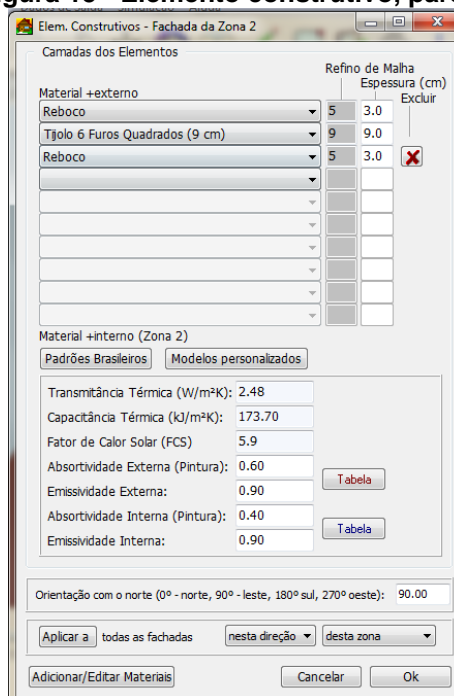 Elemento construtivo, pare
Elem. Construtivos - Fachada da Zona 2
Camadas dos Elementos
Refino de Malha
Espessura (cm)
Material +externo
Excluir
Reboco 5 3.0
Tijolo 6 Furos Quadrados (9 cm) 9 9.0
Reboco 5 3.0
Material +interno (Zona 2)
Padrões Brasileiros Modelos personalizados
Transmitância Térmica (W/m²K): 2.48
Capacitância Térmica (kJ/m²K): 173.70
Fator de Calor Solar (FCS) 5.9
Absortividade Externa (Pintura): 0.60
Tabela
Emissividade Externa: 0.90
Absortividade Interna (Pintura): 0.40
Tabela
Emissividade Interna: 0.90
Orientação com o norte (0º - norte, 90º - leste, 180º sul, 270º oeste): 90.00
Aplicar a todas as fachadas nesta direção desta zona
Adicionar/Editar Materiais Cancelar Ok